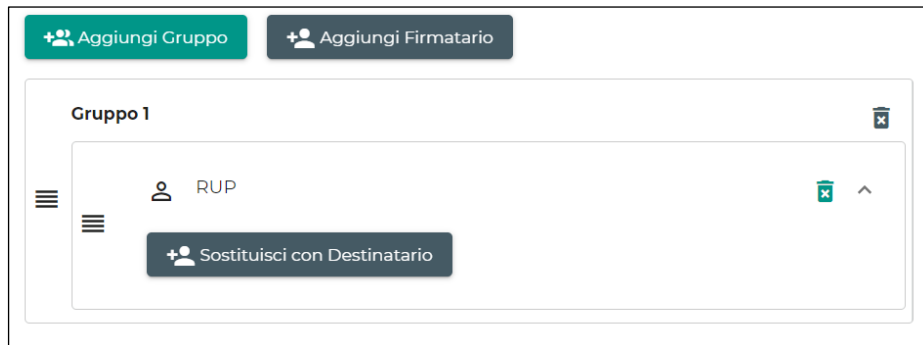 Aggiungi Gruppo
Aggiungi Firmatario
Gruppo 1
RUP
Sostituisci con Destinatario